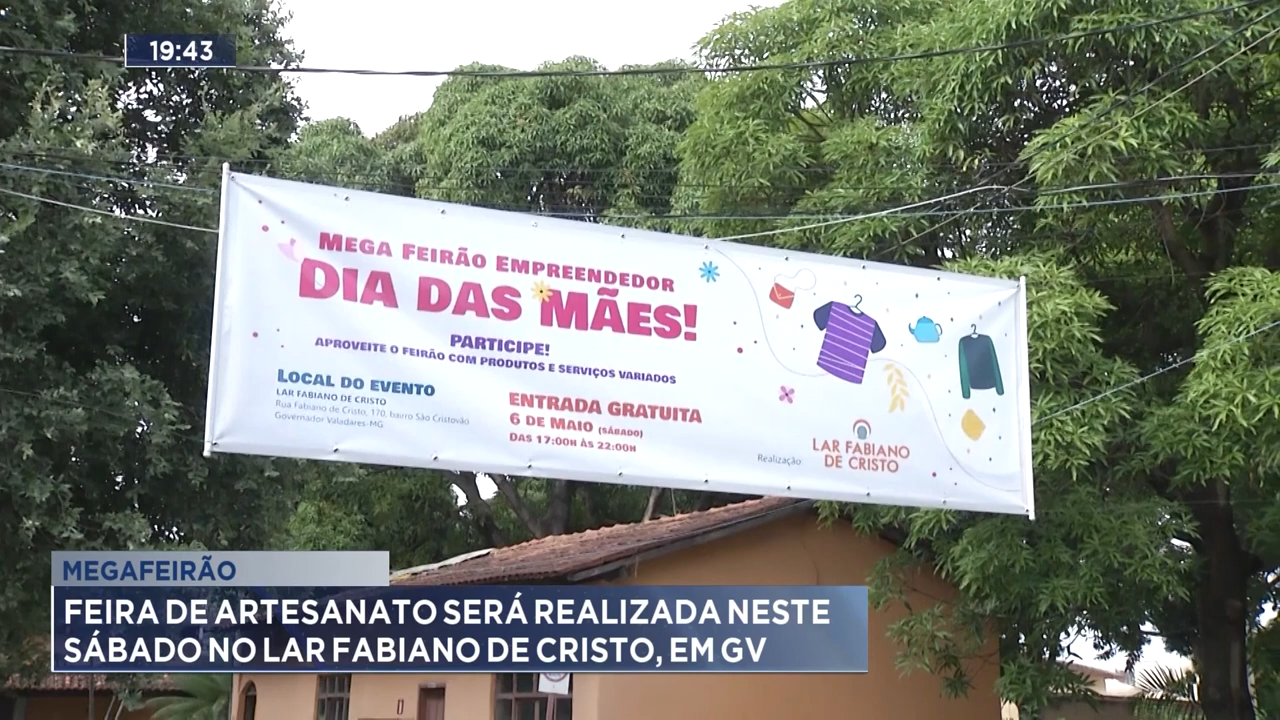 19:43
MEGA FEIRÃO EMPREENDEDOR
DIA DAS MÃES!
PARTICIPE!
APROVEITE O FEIRÃO COM PRODUTOS E SERVIÇOS VARIADOS
LOCAL DO EVENTO
LAR FABIANO DE CRISTO
Rua Fabiano de Cristo, 170, bairro São Cristovão
Governador Valadares-MG
ENTRADA GRATUITA
6 DE MAIO (SÁBADO)
DAS 17:00H ÀS 22:00H
Realização
LAR FABIANO
DE CRISTO
MEGAFEIRÃO
FEIRA DE ARTESANATO SERÁ REALIZADA NESTE
SÁBADO NO LAR FABIANO DE CRISTO, EM GV